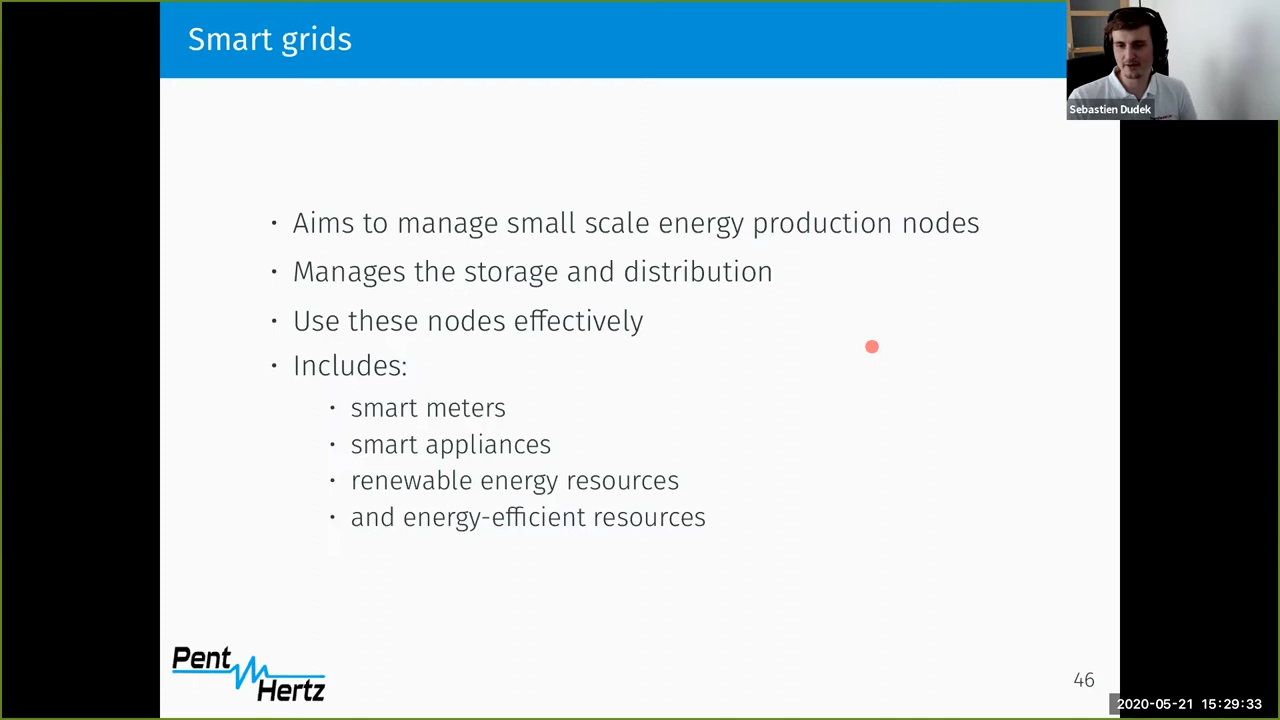 Smart grids
Sebastien Dudek
• Aims to manage small scale energy production nodes
• Manages the storage and distribution
• Use these nodes effectively
• Includes:
• smart meters
• smart appliances
• renewable energy resources
• and energy-efficient resources
Pent
Hertz
46
2020-05-21 15:29:33